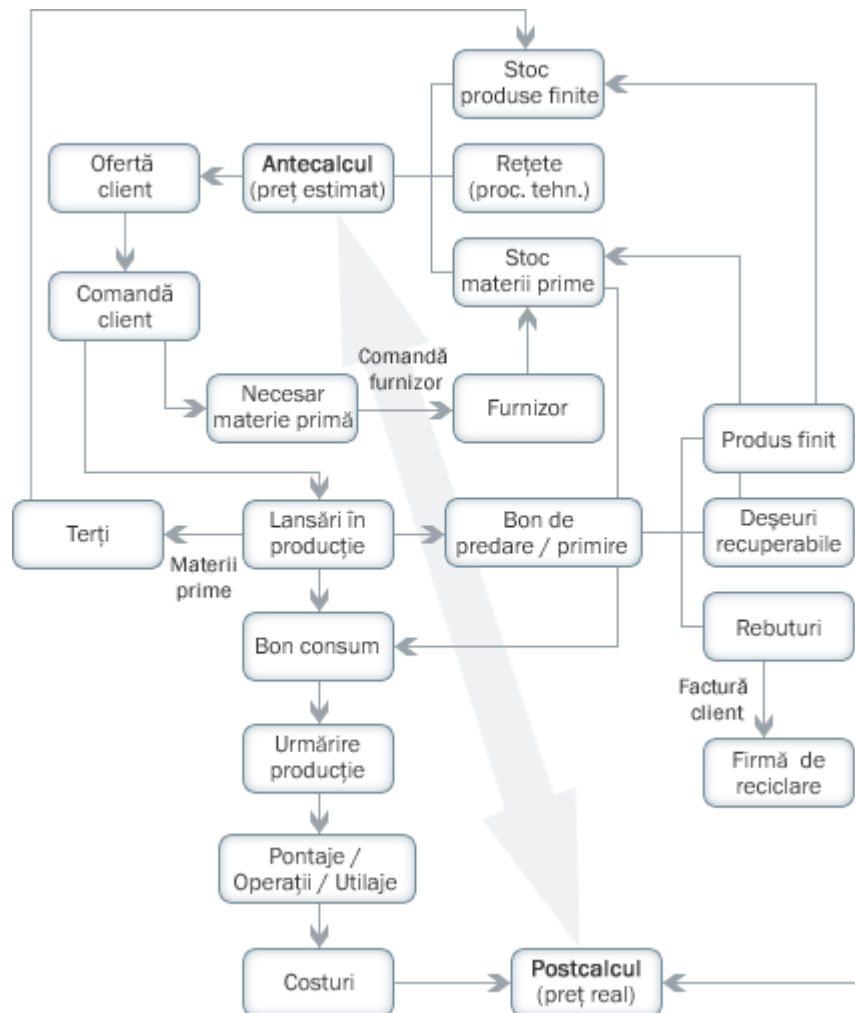 Stoc
produse finite
Ofertă
client
Antecalcul
(preț estimat)
Rețete
(proc. tehn.)
Stoc
materii prime
Comandă
client
Comandă
furnizor
Necesar
materie primă
Furnizor
Produs finit
Terți
Materii
prime
Lansări în
producție
Bon de
predare / primire
Deșeuri
recuperabile
Bon consum
Rebuturi
Factură
client
Urmărire
producție
Firmă de
reciclare
Pontaje /
Operații / Utilaje
Costuri
Postcalcul
(preț real)